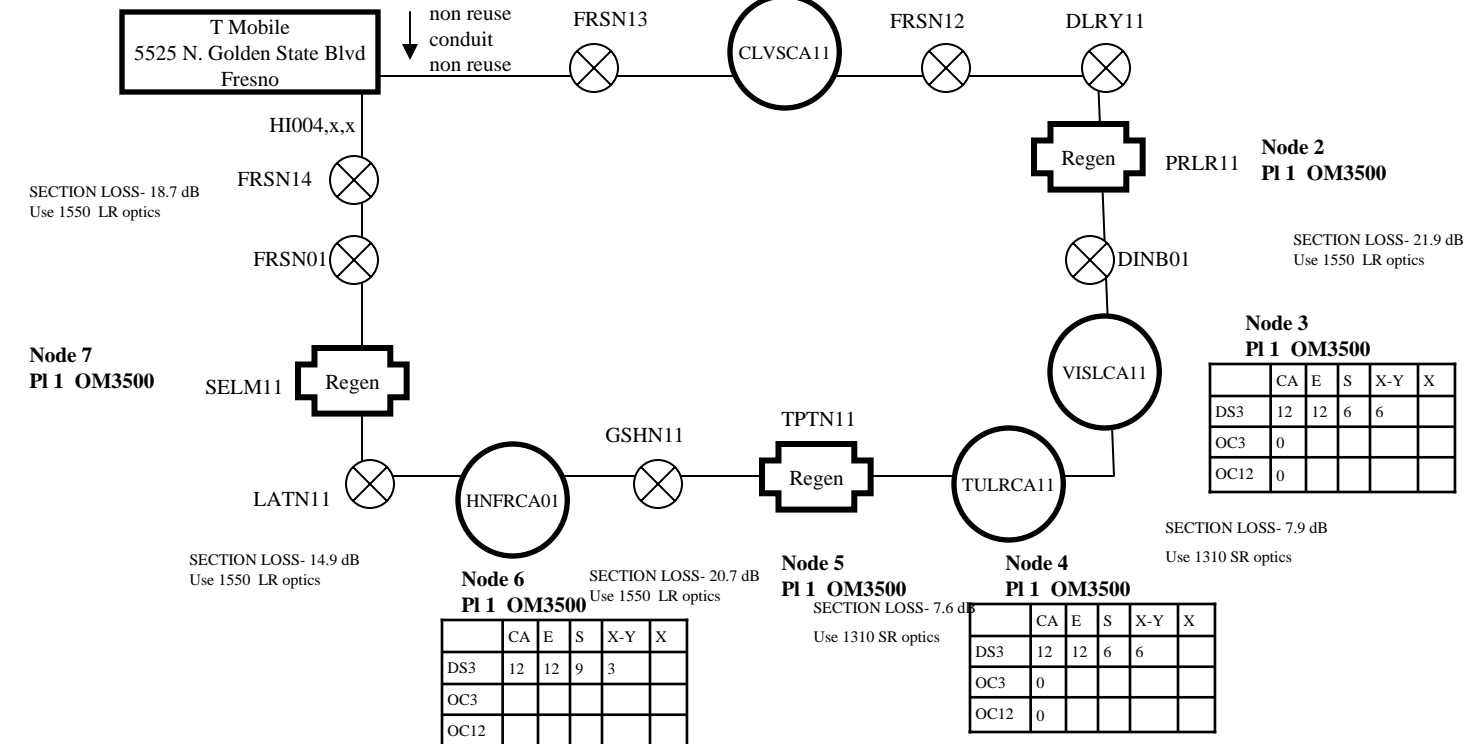 T Mobile
5525 N. Golden State Blvd
Fresno
non reuse
conduit
non reuse
FRSN13
CLVSCA11
FRSN12
DLRY11
HI004,x,x
FRSN14
SECTION LOSS- 18.7 dB
Use 1550 LR optics
Regen
PRLR11
Node 2
Pl 1 OM3500
FRSN01
DINB01
SECTION LOSS- 21.9 dB
Use 1550 LR optics
Node 7
Pl 1 OM3500
SELM11
Regen
VISLCA11
Node 3
Pl 1 OM3500
CA E S X-Y X
DS3 12 12 6 6
OC3 0
OC12 0
LATN11
HNFRCA01
GSHN11
TPTN11
Regen
TULRCA11
SECTION LOSS- 7.9 dB
Use 1310 SR optics
SECTION LOSS- 14.9 dB
Use 1550 LR optics
Node 6
Pl 1 OM3500
SECTION LOSS- 20.7 dB
Use 1550 LR optics
CA E S X-Y X
DS3 12 12 9 3
OC3
OC12
Node 5
Pl 1 OM3500
SECTION LOSS- 7.6 dB
Use 1310 SR optics
Node 4
Pl 1 OM3500
CA E S X-Y X
DS3 12 12 6 6
OC3 0
OC12 0